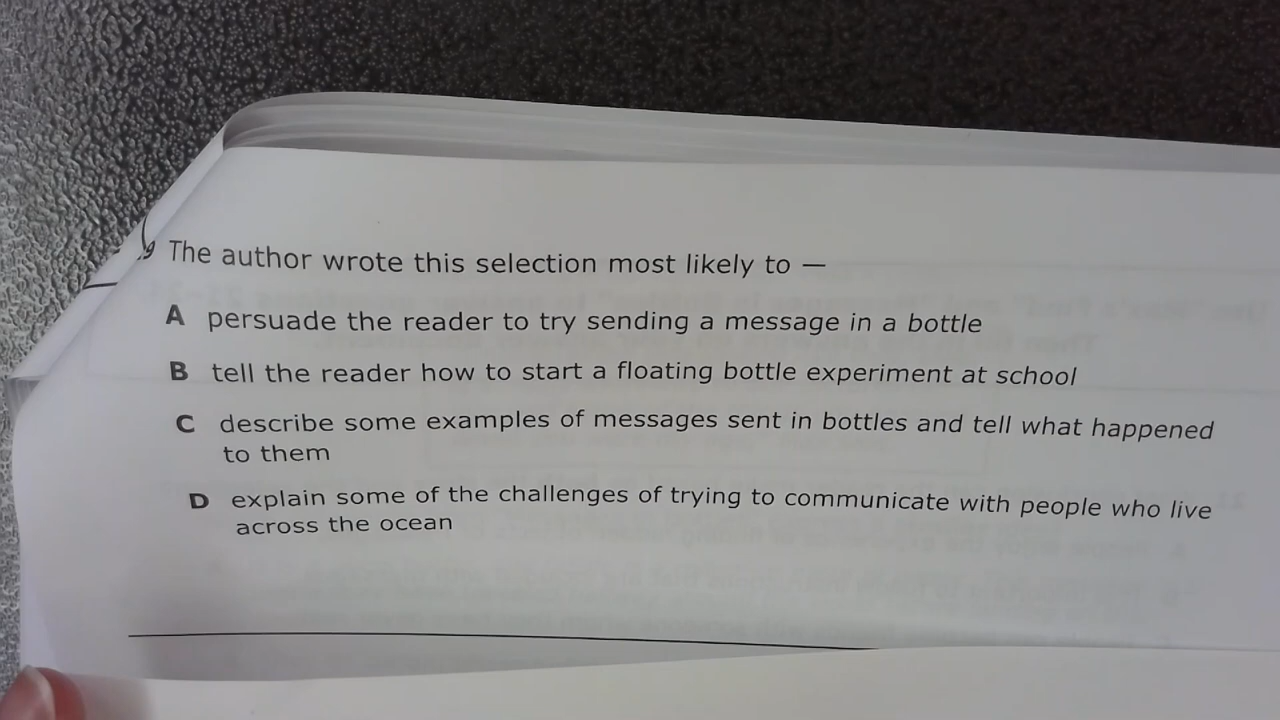 9 The author wrote this selection most likely to —
A persuade the reader to try sending a message in a bottle
B tell the reader how to start a floating bottle experiment at school
C describe some examples of messages sent in bottles and tell what happened
to them
D explain some of the challenges of trying to communicate with people who live
across the ocean